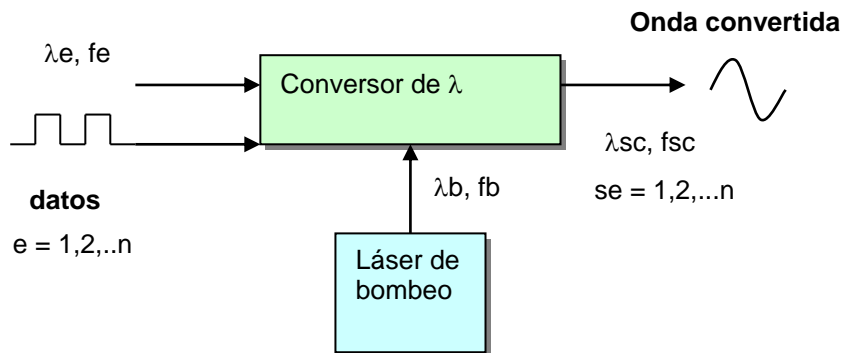 Onda convertida
λe, fe
Conversor de λ
λsc, fsc
λb, fb
se = 1,2,...n
datos
e = 1,2,..n
Láser de
bombeo